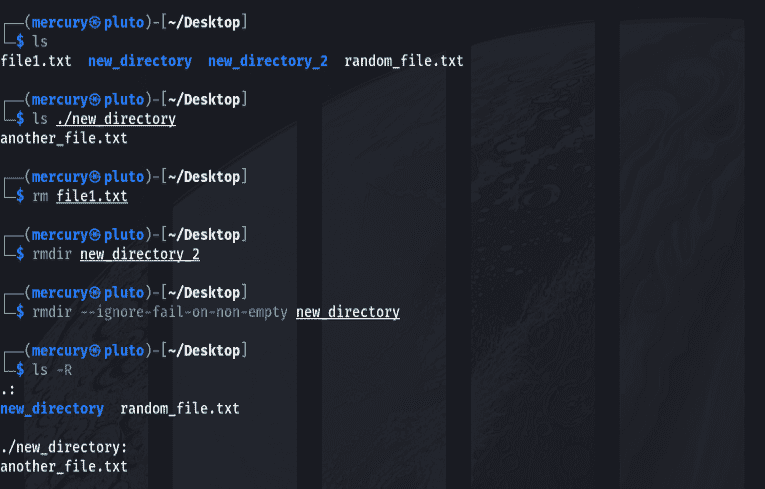 ┌──(mercury㉿pluto)-[~/Desktop]
└─$ ls
file1.txt  new_directory  new_directory_2  random_file.txt
┌──(mercury㉿pluto)-[~/Desktop]
└─$ ls ./new_directory
another_file.txt
┌──(mercury㉿pluto)-[~/Desktop]
└─$ rm file1.txt
┌──(mercury㉿pluto)-[~/Desktop]
└─$ rmdir new_directory_2
┌──(mercury㉿pluto)-[~/Desktop]
└─$ rmdir --ignore-fail-on-non-empty new_directory
┌──(mercury㉿pluto)-[~/Desktop]
└─$ ls -R
.:
new_directory  random_file.txt
./new_directory:
another_file.txt